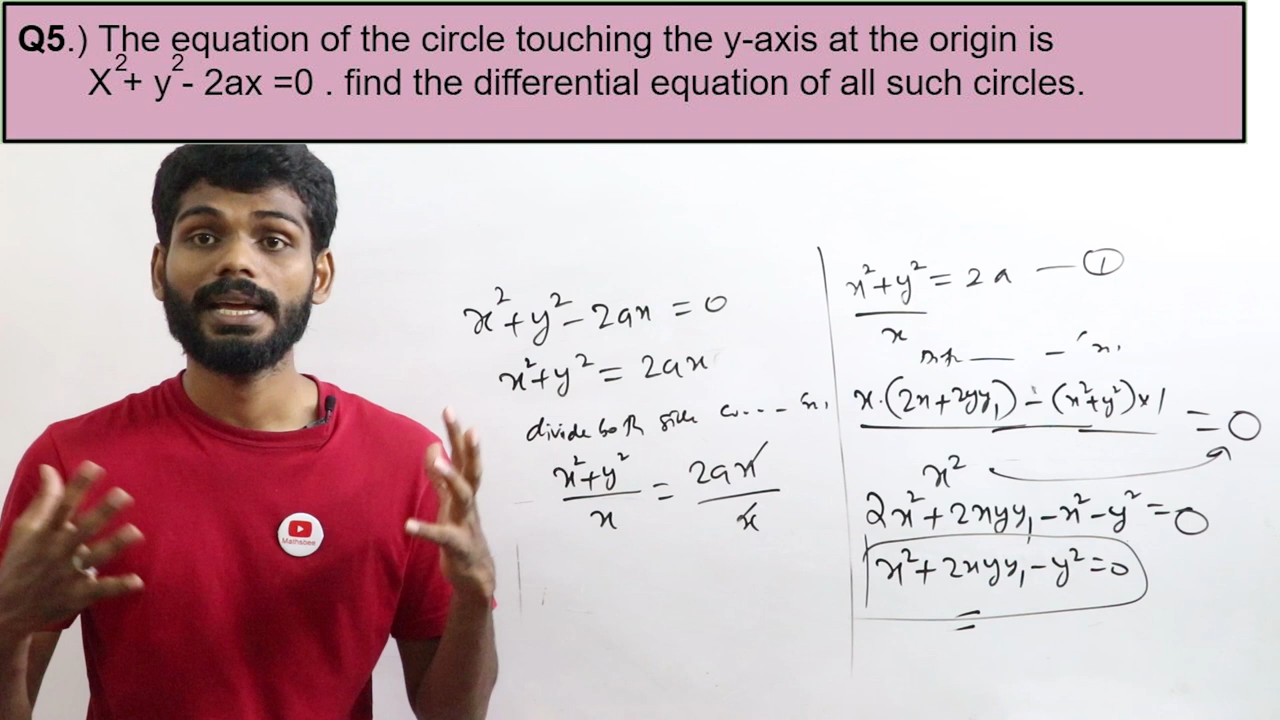 Q5.) The equation of the circle touching the y-axis at the origin is
X²+ y²- 2ax =0 . find the differential equation of all such circles.
x²+y²-2ax = 0
x²+y² = 2ax
divide both side
x²+y²/x = 2ax/x
Mathsbee
x²+y²/x = 2a — ①
x.(2x+2yy₁) - (x²+y²)×1/x² = 0
2x²+2xyy₁-x²-y²=0
x²+2xyy₁-y²=0